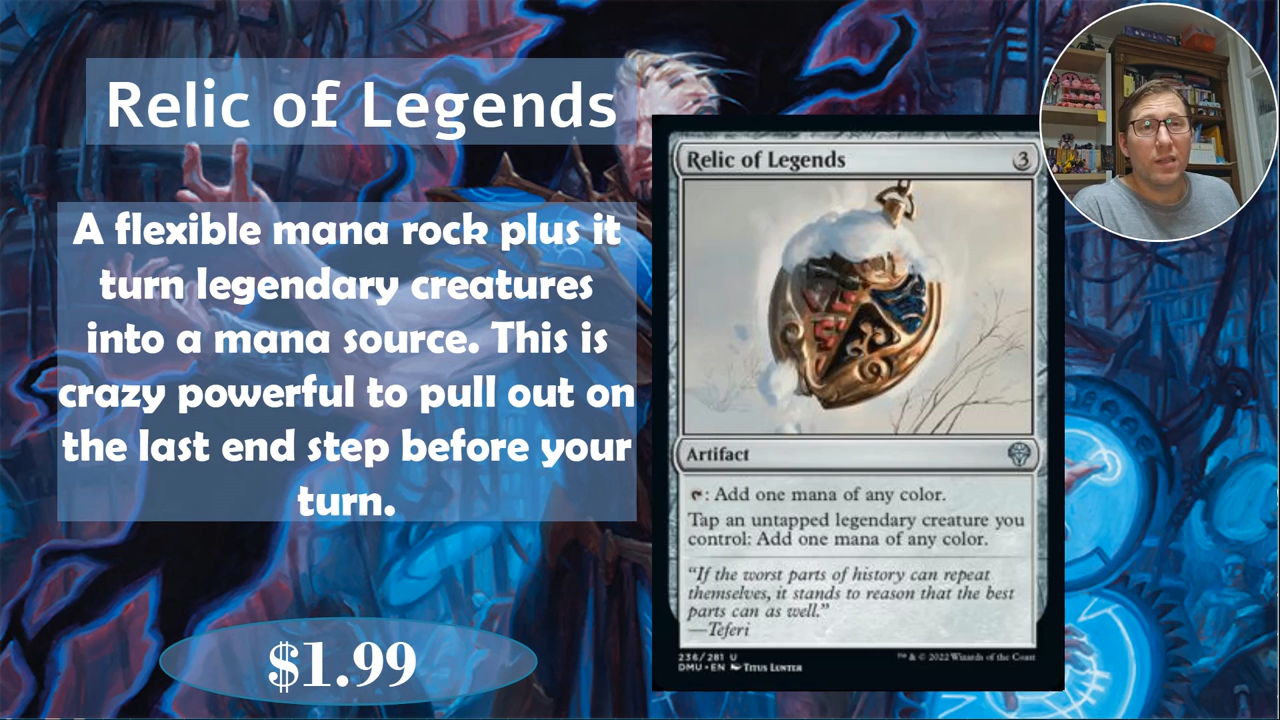 Relic of Legends
A flexible mana rock plus it
turn legendary creatures
into a mana source. This is
crazy powerful to pull out on
the last end step before your
turn.
$1.99
Relic of Legends 3
Artifact
: Add one mana of any color.
Tap an untapped legendary creature you
control: Add one mana of any color.
“If the worst parts of history can repeat
themselves, it stands to reason that the best
parts can as well.”
—Teferi
236/281 U
DMU • EN Titus Lunter
™ & © 2022 Wizards of the Coast